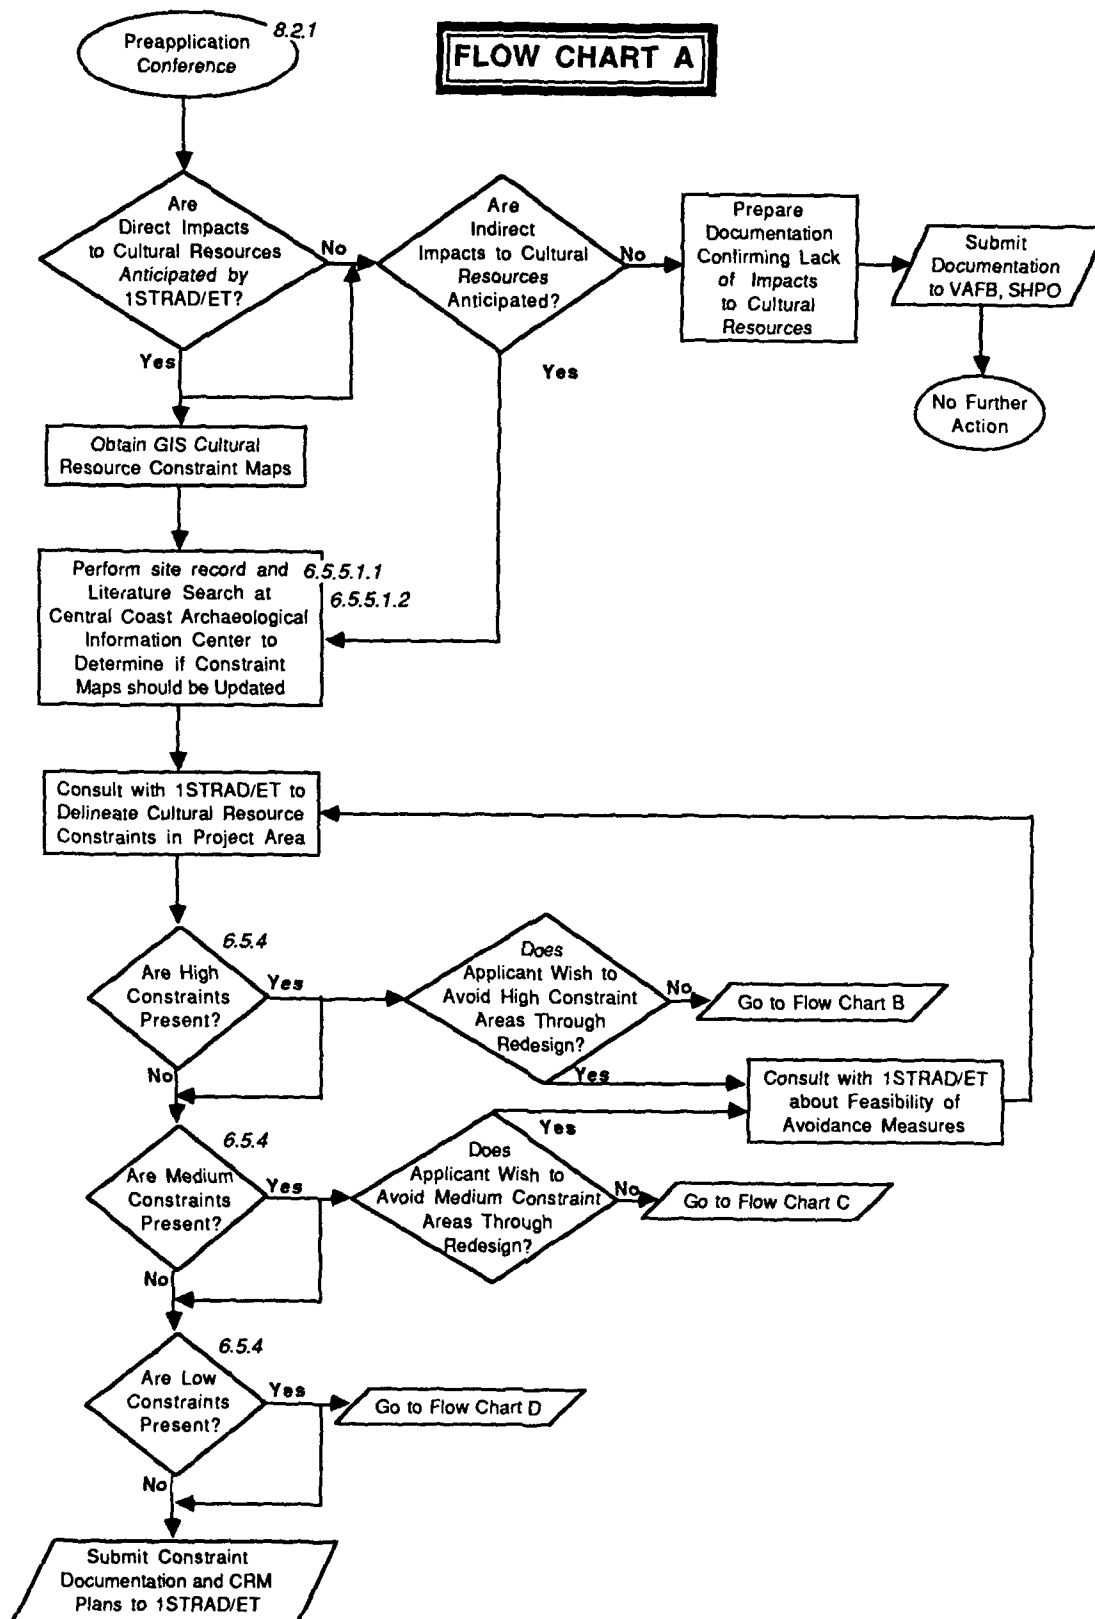 8.2.1
Preapplication
Conference
FLOW CHART A
Are
Direct Impacts
to Cultural Resources
Anticipated by
1STRAD/ET?
No
Yes
Are
Indirect
Impacts to Cultural
Resources
Anticipated?
No
Yes
Prepare
Documentation
Confirming Lack
of Impacts
to Cultural
Resources
Submit
Documentation
to VAFB, SHPO
No Further
Action
Obtain GIS Cultural
Resource Constraint Maps
Perform site record and
Literature Search at
Central Coast Archaeological
Information Center to
Determine if Constraint
Maps should be Updated
6.5.5.1.1
6.5.5.1.2
Consult with 1STRAD/ET to
Delineate Cultural Resource
Constraints in Project Area
6.5.4
Are High
Constraints
Present?
Yes
No
Does
Applicant Wish to
Avoid High Constraint
Areas Through
Redesign?
No
Go to Flow Chart B
Yes
Consult with 1STRAD/ET
about Feasibility of
Avoidance Measures
6.5.4
Are Medium
Constraints
Present?
Yes
No
Yes
Does
Applicant Wish to
Avoid Medium Constraint
Areas Through
Redesign?
No
Go to Flow Chart C
6.5.4
Are Low
Constraints
Present?
Yes
Go to Flow Chart D
No
Submit Constraint
Documentation and CRM
Plans to 1STRAD/ET